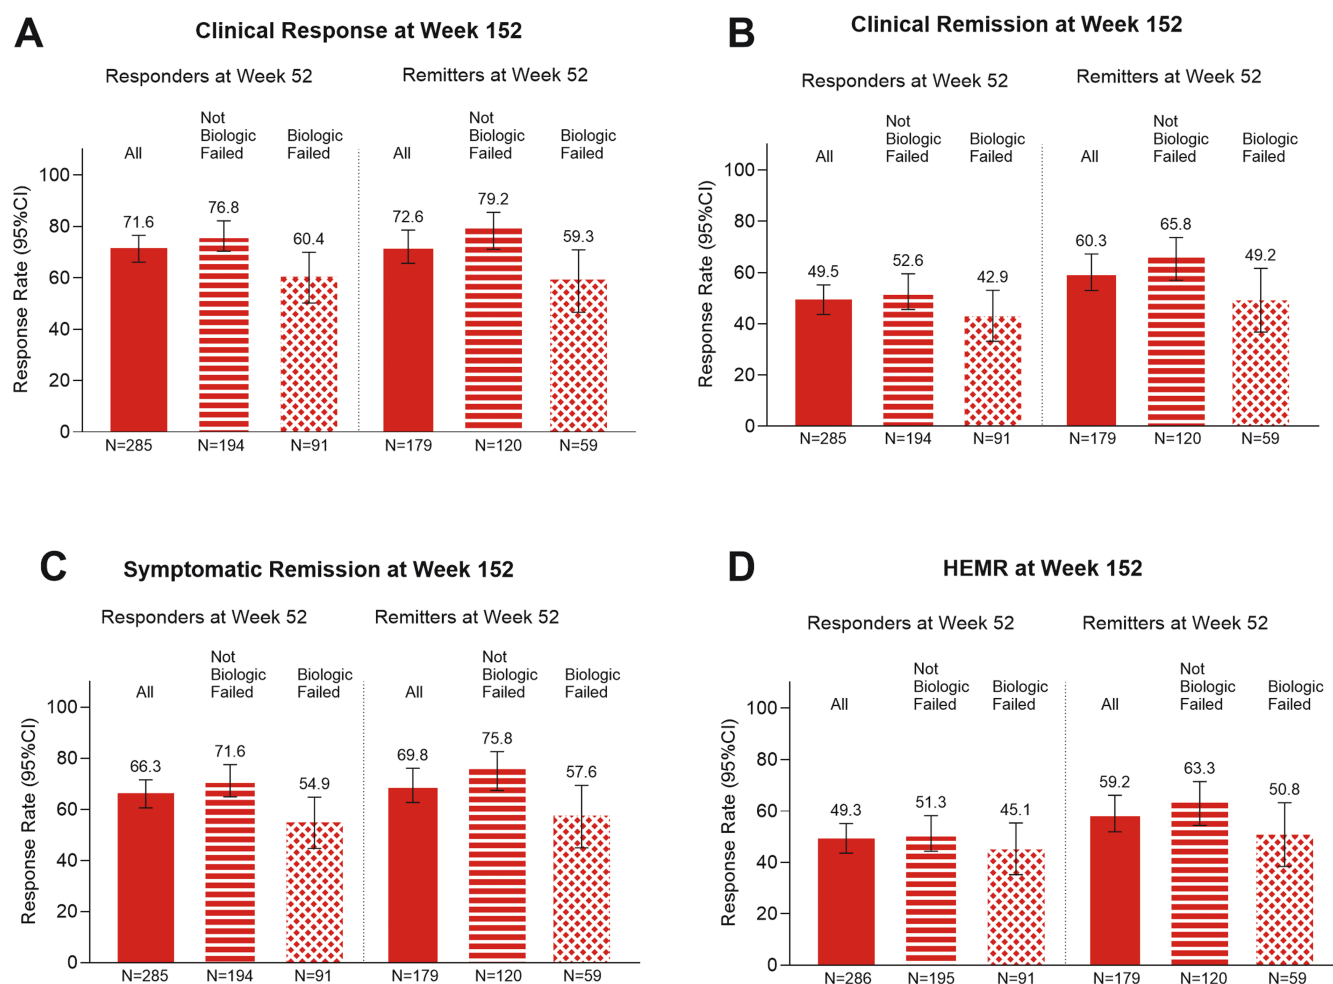 A
Clinical Response at Week 152
Responders at Week 52
Remitters at Week 52
All
Not
Biologic
Failed
Biologic
Failed
All
Not
Biologic
Failed
Biologic
Failed
Response Rate (95%CI)
100
80
60
40
20
0
71.6
76.8
60.4
72.6
79.2
59.3
N=285
N=194
N=91
N=179
N=120
N=59
B
Clinical Remission at Week 152
Responders at Week 52
Remitters at Week 52
All
Not
Biologic
Failed
Biologic
Failed
All
Not
Biologic
Failed
Biologic
Failed
Response Rate (95%CI)
100
80
60
40
20
0
49.5
52.6
42.9
60.3
65.8
49.2
N=285
N=194
N=91
N=179
N=120
N=59
C
Symptomatic Remission at Week 152
Responders at Week 52
Remitters at Week 52
All
Not
Biologic
Failed
Biologic
Failed
All
Not
Biologic
Failed
Biologic
Failed
Response Rate (95%CI)
100
80
60
40
20
0
66.3
71.6
54.9
69.8
75.8
57.6
N=285
N=194
N=91
N=179
N=120
N=59
D
HEMR at Week 152
Responders at Week 52
Remitters at Week 52
All
Not
Biologic
Failed
Biologic
Failed
All
Not
Biologic
Failed
Biologic
Failed
Response Rate (95%CI)
100
80
60
40
20
0
49.3
51.3
45.1
59.2
63.3
50.8
N=286
N=195
N=91
N=179
N=120
N=59